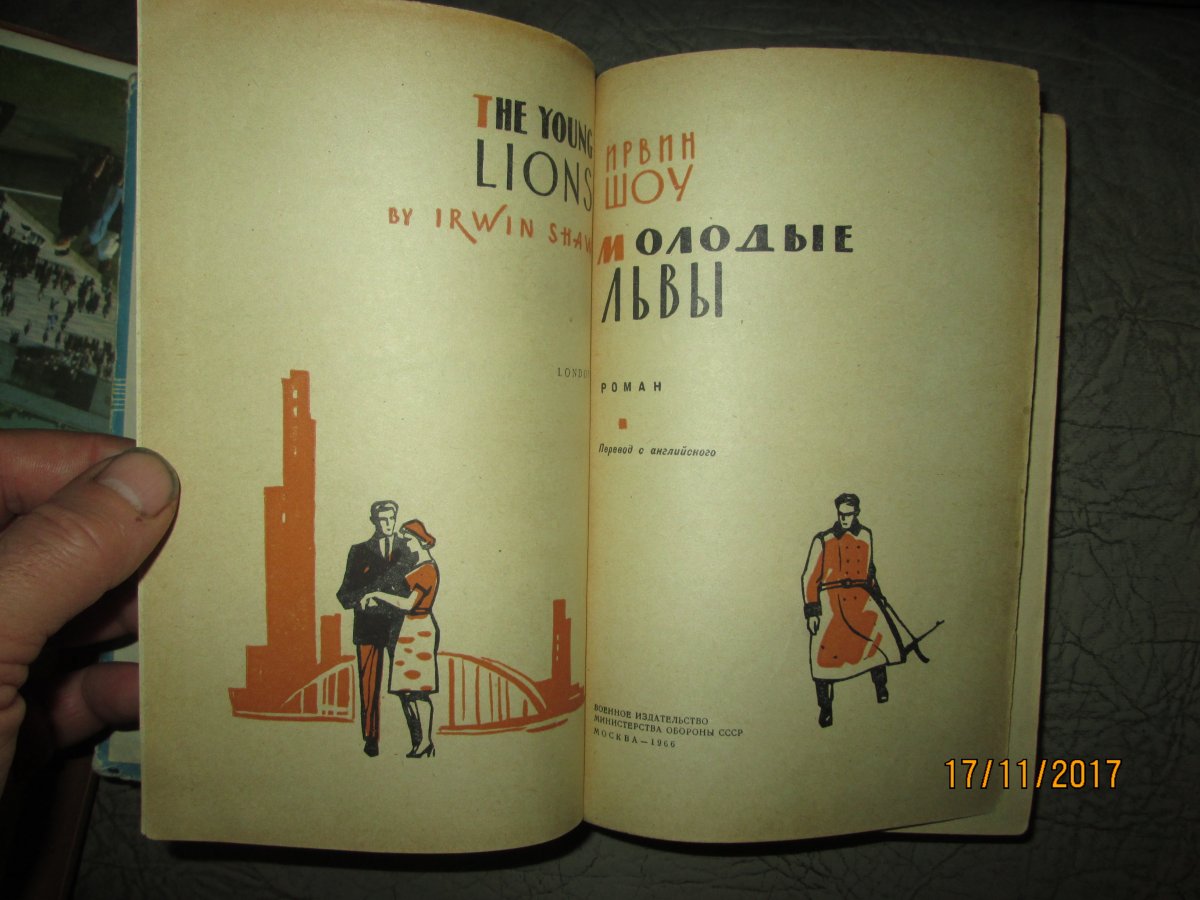 THE YOUNG
LIONS
BY IRWIN SHAW
LONDON
ИРВИН
ШОУ
МОЛОДЫЕ
ЛЬВЫ
РОМАН
Перевод с английского
ВОЕННОЕ ИЗДАТЕЛЬСТВО
МИНИСТЕРСТВА ОБОРОНЫ СССР
МОСКВА—1966
17/11/2017